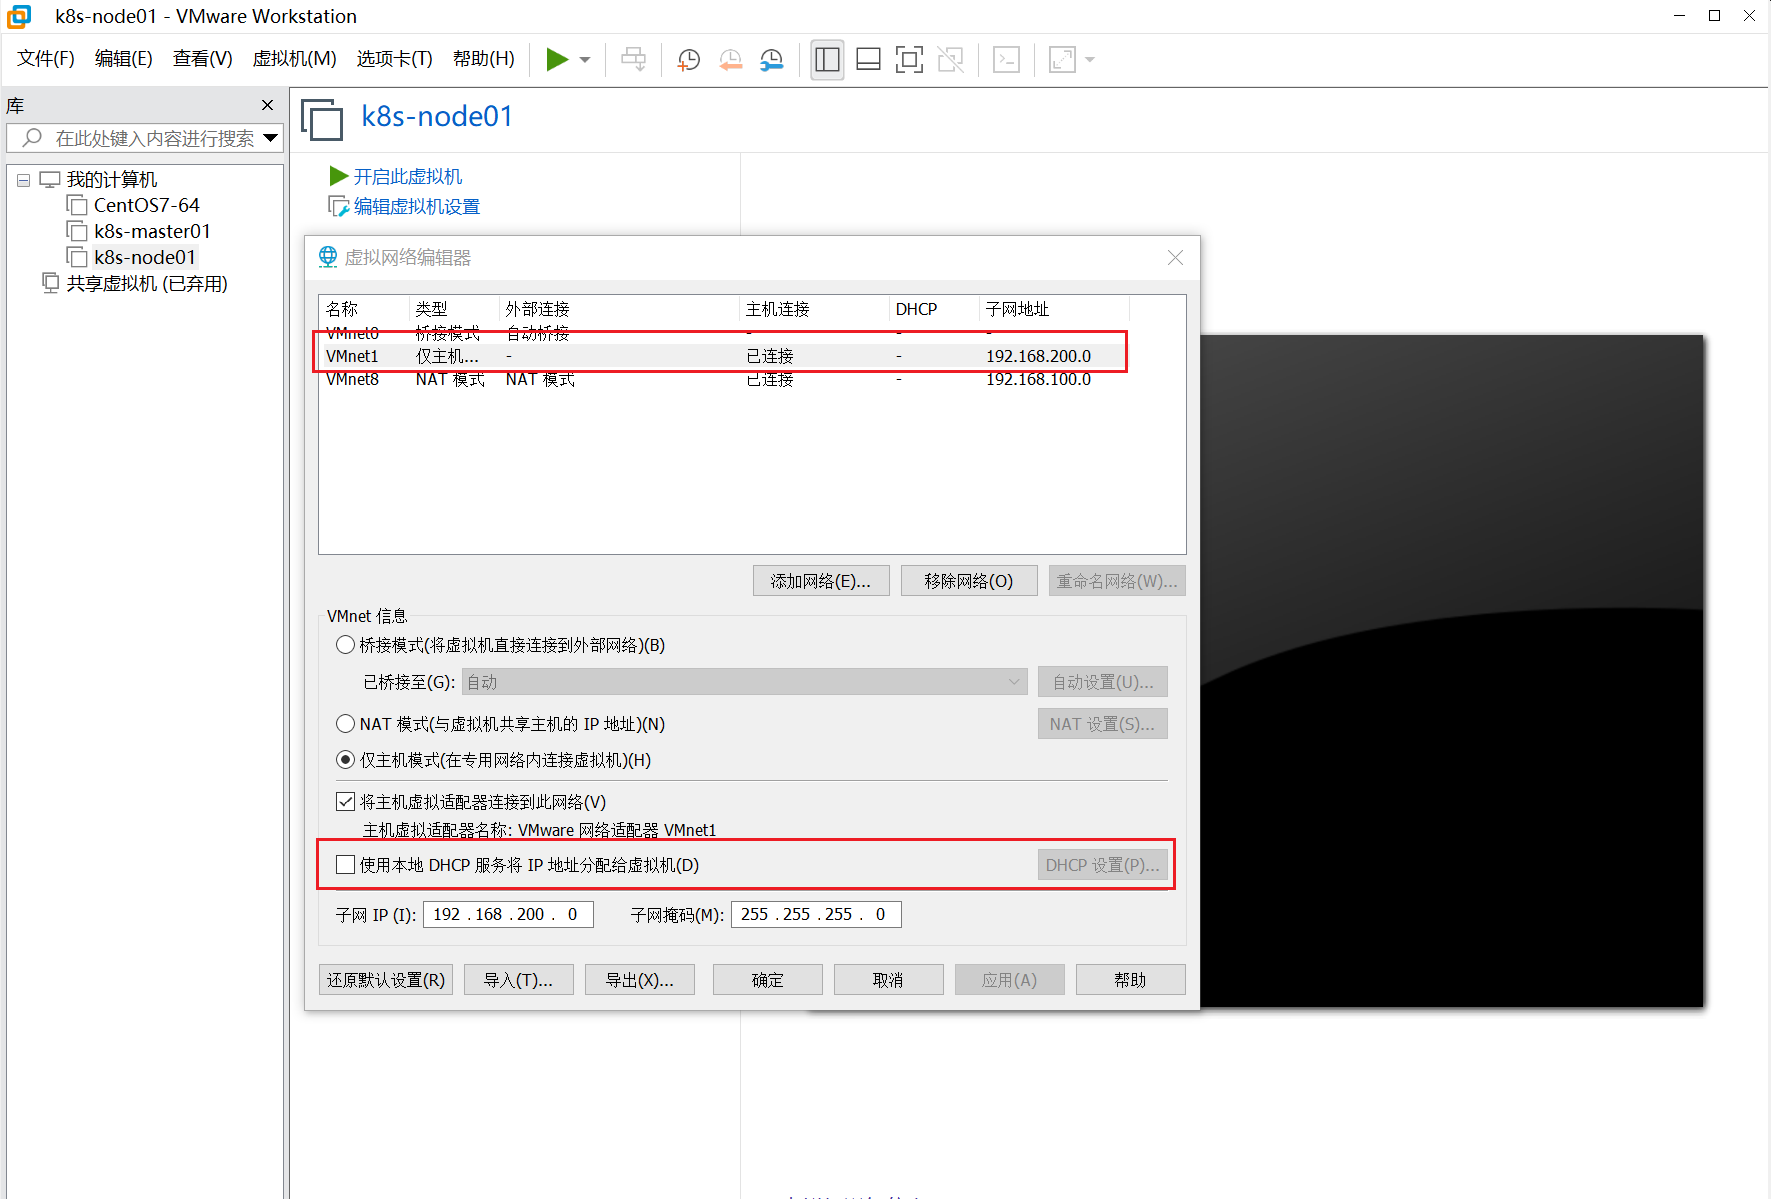 k8s-node01 - VMware Workstation
文件(F) 编辑(E) 查看(V) 虚拟机(M) 选项卡(T) 帮助(H)
库
在此处键入内容进行搜索
我的计算机
CentOS7-64
k8s-master01
k8s-node01
共享虚拟机 (已弃用)
k8s-node01
开启此虚拟机
编辑虚拟机设置
虚拟网络编辑器
名称 类型 外部连接 主机连接 DHCP 子网地址
VMnet0 桥接模式 自动桥接 - - -
VMnet1 仅主机... - 已连接 - 192.168.200.0
VMnet8 NAT 模式 NAT 模式 已连接 - 192.168.100.0
添加网络(E)... 移除网络(O) 重命名网络(W)...
VMnet 信息
桥接模式(将虚拟机直接连接到外部网络)(B)
已桥接至(G): 自动 自动设置(U)...
NAT 模式(与虚拟机共享主机的 IP 地址)(N) NAT 设置(S)...
仅主机模式(在专用网络内连接虚拟机)(H)
将主机虚拟适配器连接到此网络(V)
主机虚拟适配器名称: VMware 网络适配器 VMnet1
使用本地 DHCP 服务将 IP 地址分配给虚拟机(D) DHCP 设置(P)...
子网 IP (I): 192 . 168 . 200 . 0 子网掩码(M): 255 . 255 . 255 . 0
还原默认设置(R) 导入(T)... 导出(X)... 确定 取消 应用(A) 帮助